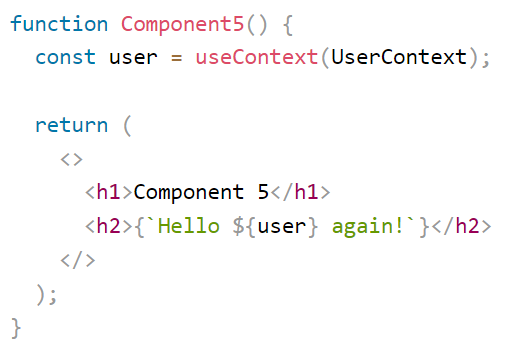 function Component5() {
  const user = useContext(UserContext);

  return (
    <>
      <h1>Component 5</h1>
      <h2>{`Hello ${user} again!`}</h2>
    </>
  );
}